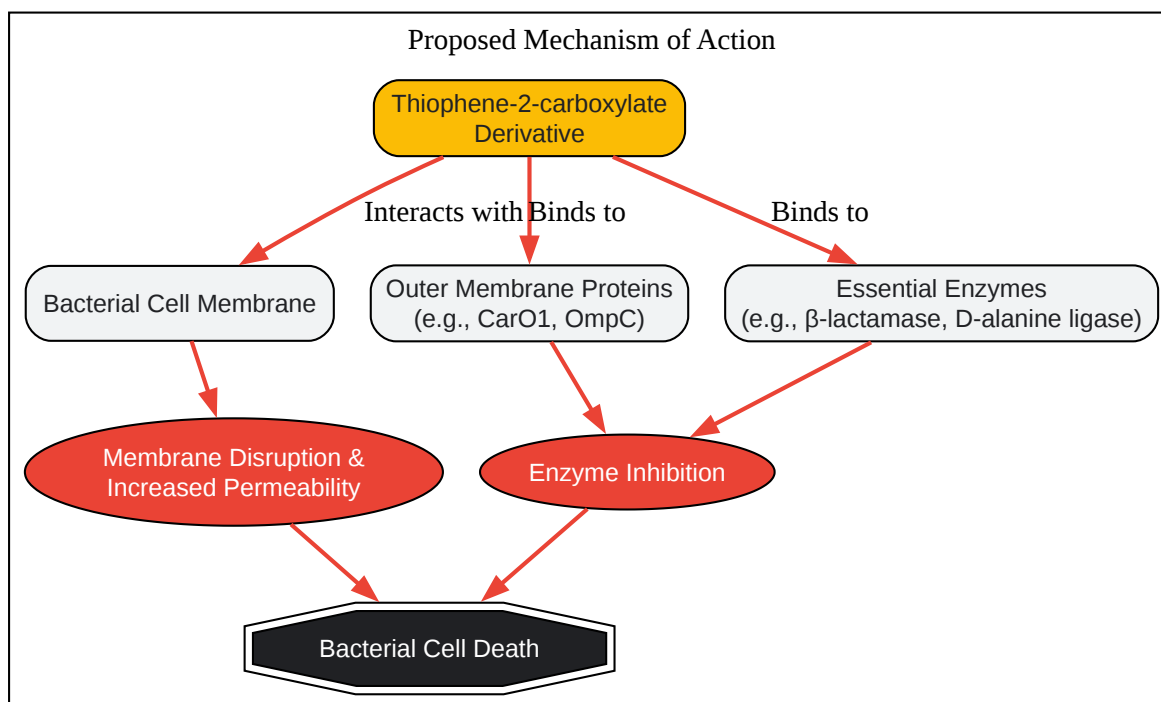 Proposed Mechanism of Action
Thiophene-2-carboxylate
Derivative
Interacts with
Binds to
Binds to
Bacterial Cell Membrane
Outer Membrane Proteins
(e.g., CarO1, OmpC)
Essential Enzymes
(e.g., β-lactamase, D-alanine ligase)
Membrane Disruption &
Increased Permeability
Enzyme Inhibition
Bacterial Cell Death